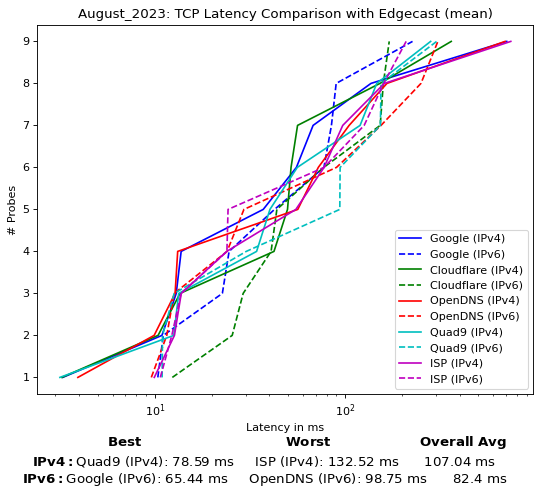 August_2023: TCP Latency Comparison with Edgecast (mean)
# Probes
9
8
7
6
5
4
3
2
1
Google (IPv4)
Google (IPv6)
Cloudflare (IPv4)
Cloudflare (IPv6)
OpenDNS (IPv4)
OpenDNS (IPv6)
Quad9 (IPv4)
Quad9 (IPv6)
ISP (IPv4)
ISP (IPv6)
10¹ 10²
Latency in ms
Best Worst Overall Avg
IPv4: Quad9 (IPv4): 78.59 ms ISP (IPv4): 132.52 ms 107.04 ms
IPv6: Google (IPv6): 65.44 ms OpenDNS (IPv6): 98.75 ms 82.4 ms